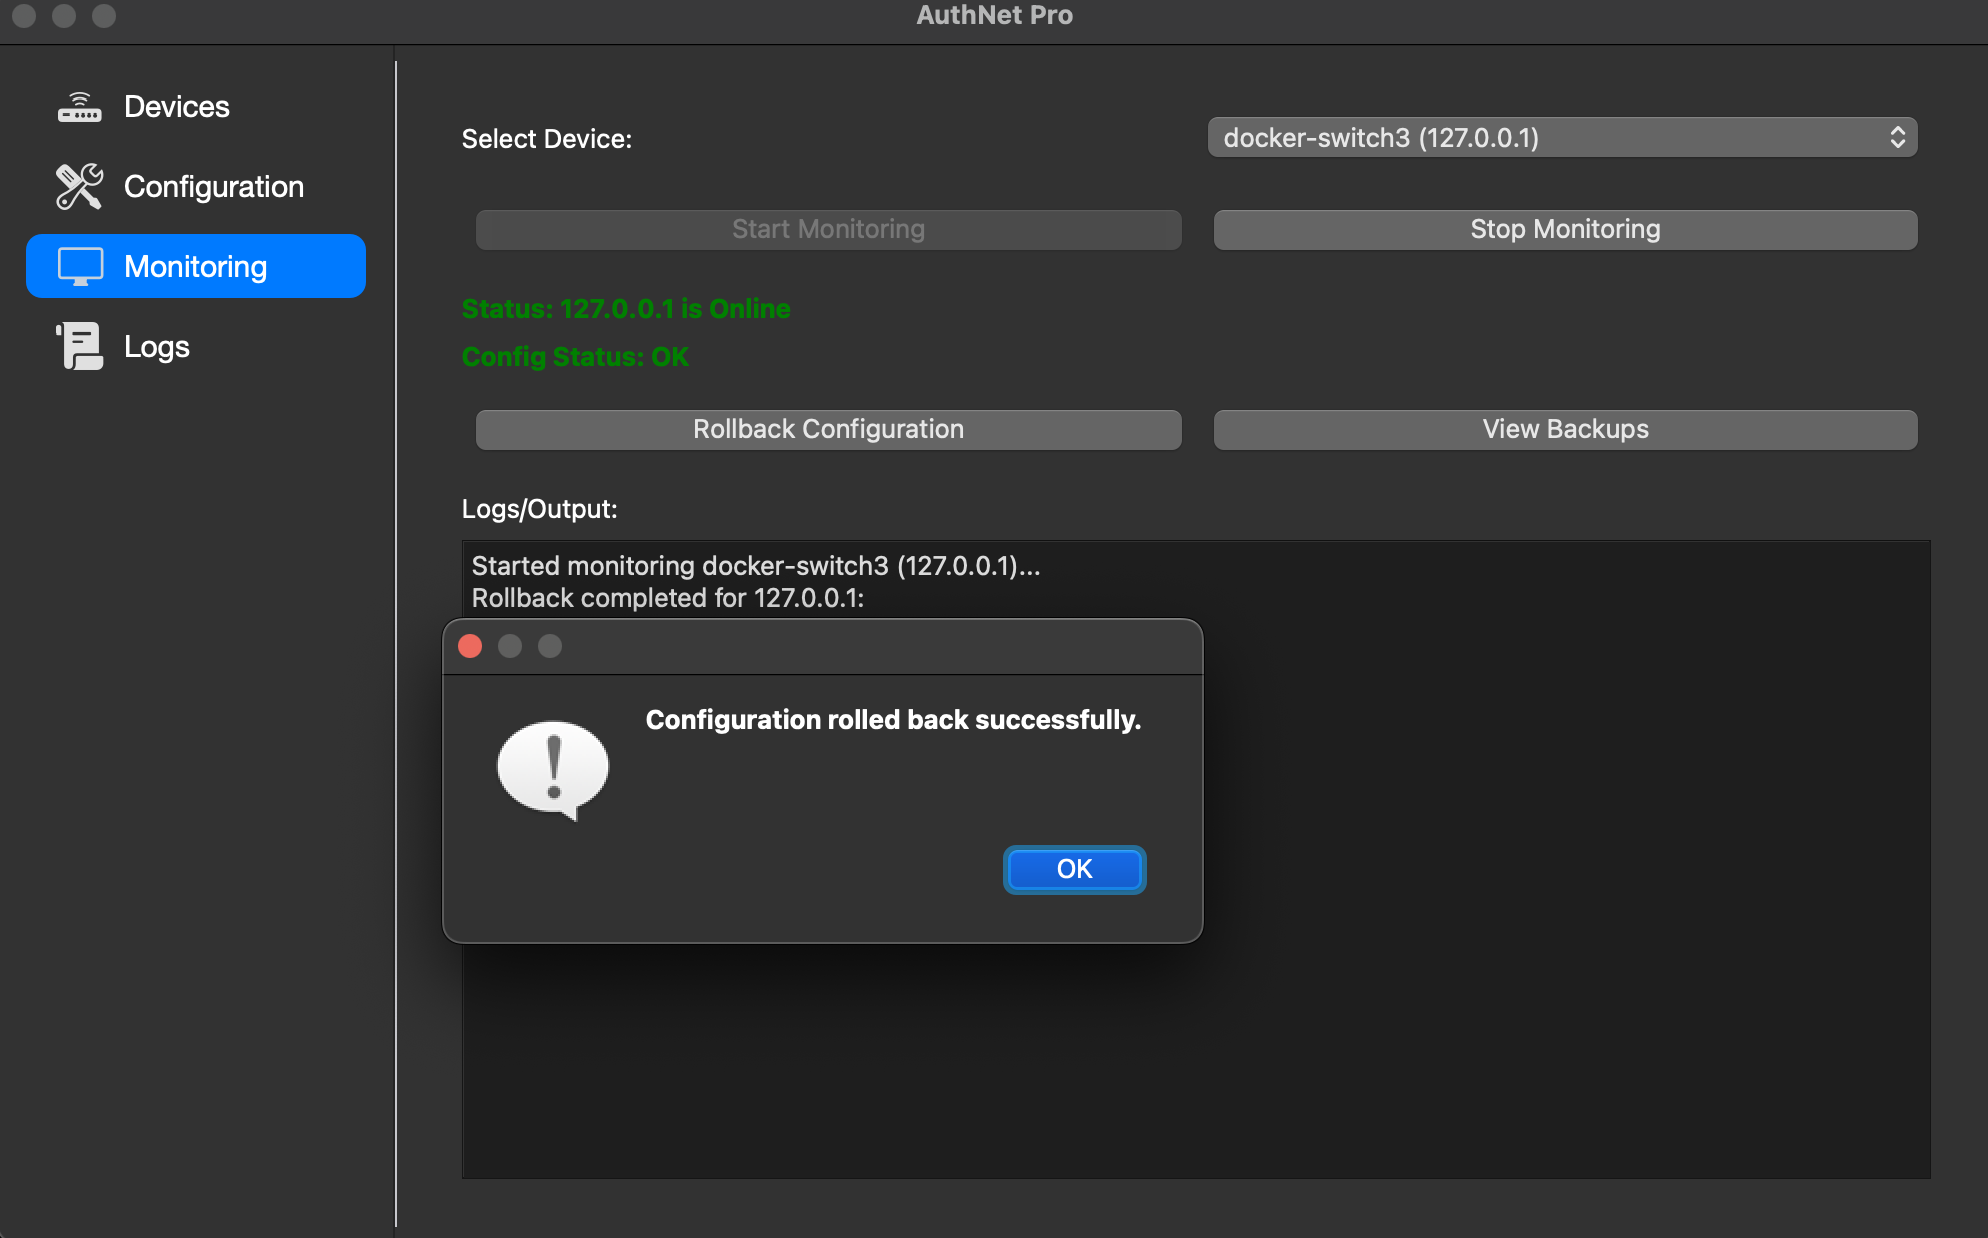 AuthNet Pro
Devices
Configuration
Monitoring
Logs
Select Device:
docker-switch3 (127.0.0.1)
Start Monitoring
Stop Monitoring
Status: 127.0.0.1 is Online
Config Status: OK
Rollback Configuration
View Backups
Logs/Output:
Started monitoring docker-switch3 (127.0.0.1)...
Rollback completed for 127.0.0.1:
Configuration rolled back successfully.
OK